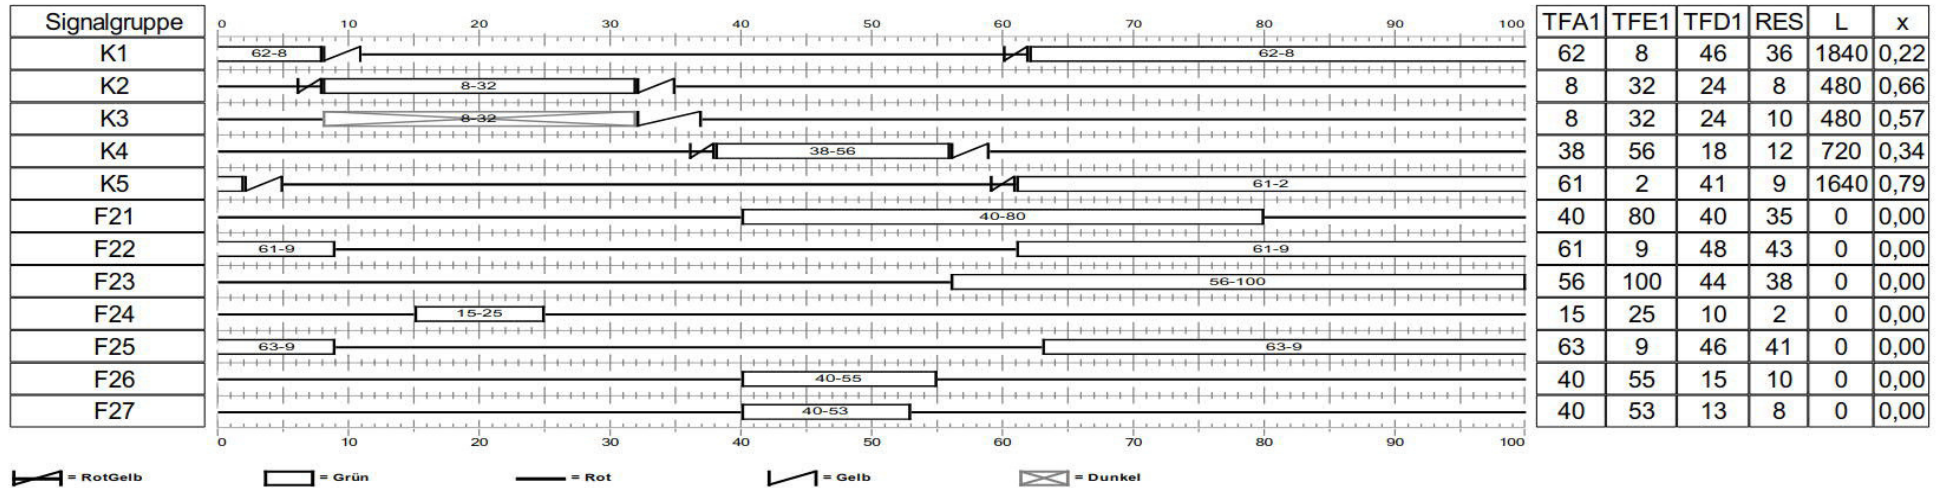 Signalgruppe 0 10 20 30 40 50 60 70 80 90 100 TFA1 TFE1 TFD1 RES L x
K1 62-8 62-8 62 8 46 36 1840 0,22
K2 8-32 8 32 24 8 480 0,66
K3 8-32 8 32 24 10 480 0,57
K4 38-56 38 56 18 12 720 0,34
K5 61-2 61 2 41 9 1640 0,79
F21 40-80 40 80 40 35 0 0,00
F22 61-9 61-9 61 9 48 43 0 0,00
F23 56-100 56 100 44 38 0 0,00
F24 15-25 15 25 10 2 0 0,00
F25 63-9 63-9 63 9 46 41 0 0,00
F26 40-55 40 55 15 10 0 0,00
F27 40-53 40 53 13 8 0 0,00
0 10 20 30 40 50 60 70 80 90 100
= RotGelb = Grün = Rot = Gelb = Dunkel